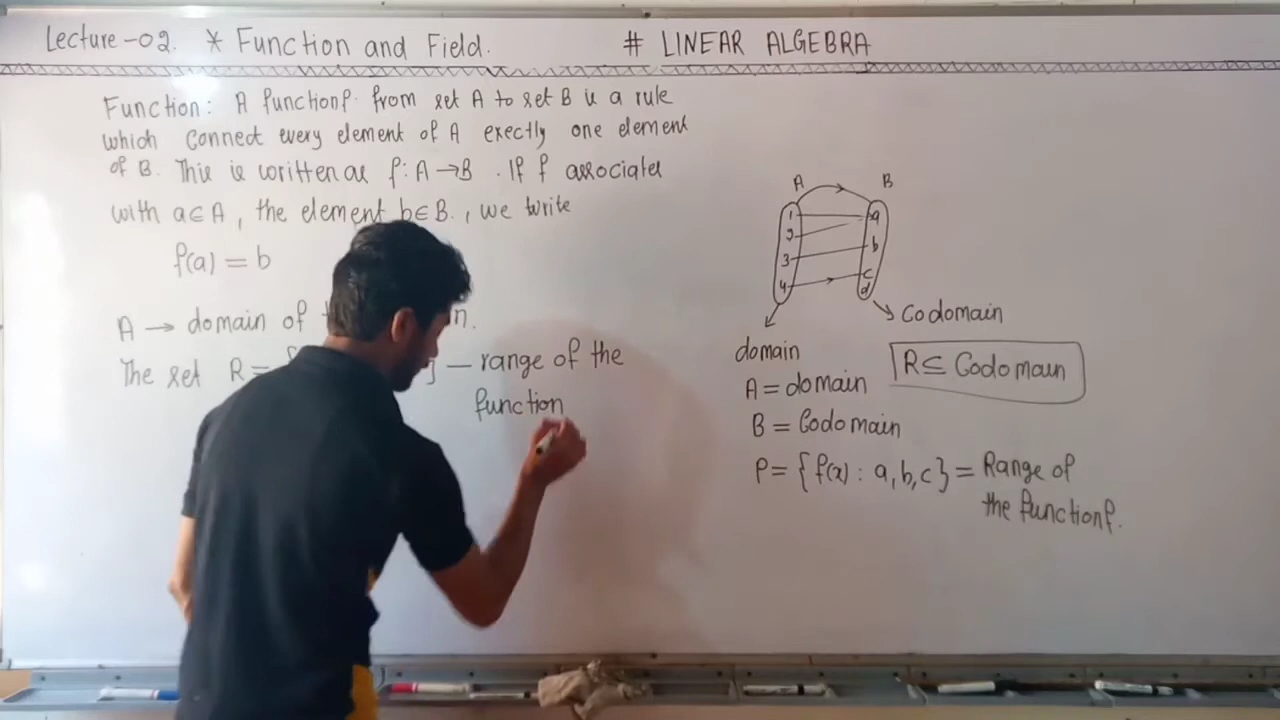 Lecture-02. * Function and Field. # LINEAR ALGEBRA
Function: A function f. from set A to set B is a rule
which connect every element of A exectly one element
of B. This is written as f: A→B. If f associates
with a∈A, the element b∈B., we write
f(a) = b
A → domain of
The set R = — range of the
function
A B
1 a
2 b
3 c
4 d
domain
Codomain
R ⊆ Codomain
A = domain
B = Codomain
R = {f(x) : a, b, c} = Range of
the function f.